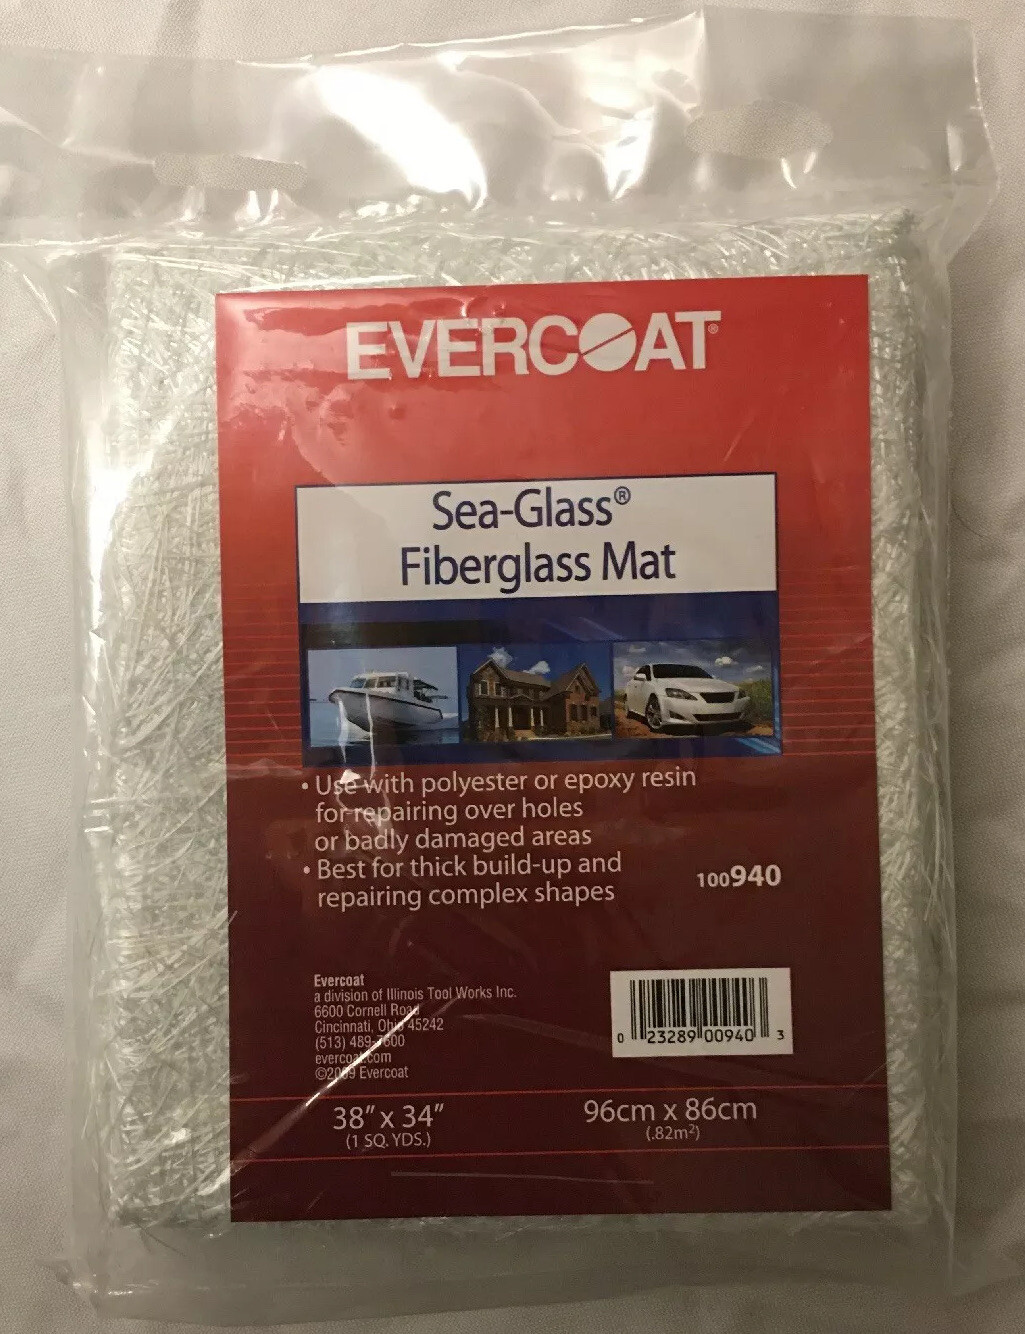 EVERCOAT®
Sea-Glass®
Fiberglass Mat
• Use with polyester or epoxy resin
for repairing over holes
or badly damaged areas
• Best for thick build-up and
repairing complex shapes
100940
Evercoat
a division of Illinois Tool Works Inc.
6600 Cornell Road
Cincinnati, Ohio 45242
(513) 489-7600
evercoat.com
©2009 Evercoat
0 23289 00940 3
38” x 34”
(1 SQ. YDS.)
96cm x 86cm
(.82m²)